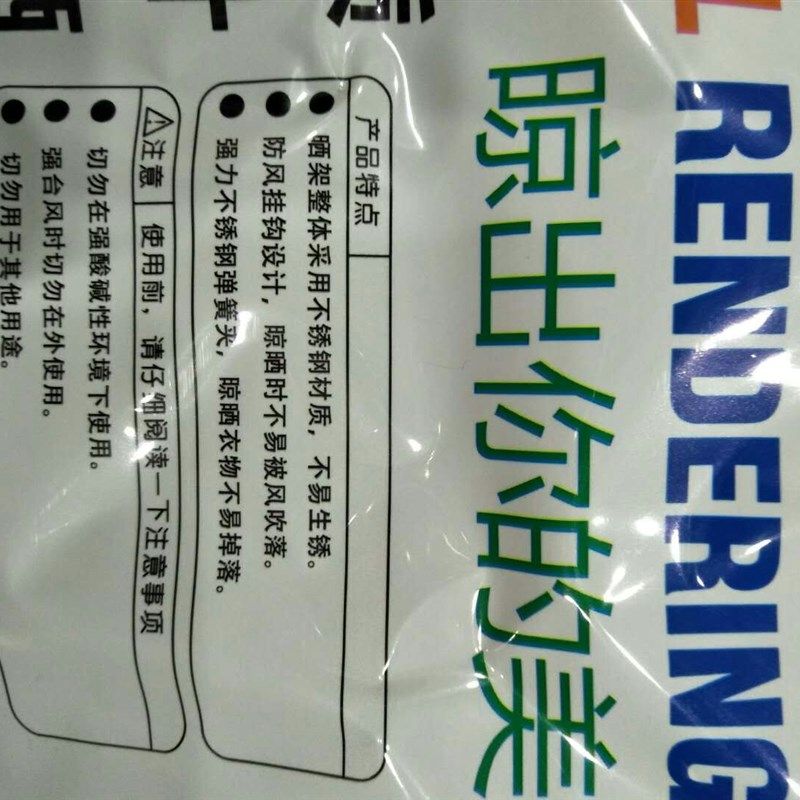 RENDERING
晾出你的美
产品特点
● 晒架整体采用不锈钢材质，不易生锈。
● 防风挂钩设计，晾晒时不易被风吹落。
● 强力不锈钢弹簧夹，晾晒衣物不易掉落。
⚠注意 使用前，请仔细阅读一下注意事项
● 切勿在强酸碱性环境下使用。
● 强台风时切勿在外使用。
● 切勿用于其他用途。